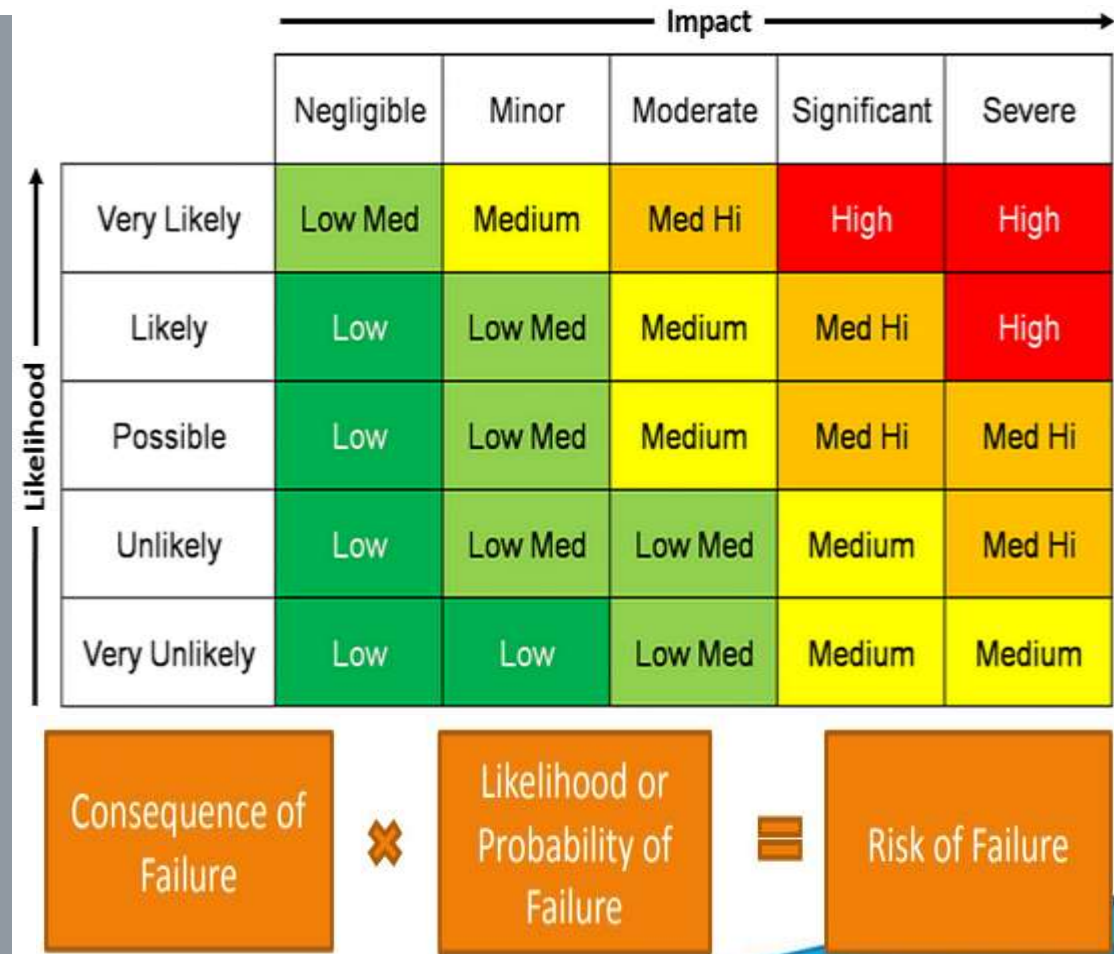 Impact
Negligible Minor Moderate Significant Severe
Likelihood
Very Likely Low Med Medium Med Hi High High
Likely Low Low Med Medium Med Hi High
Possible Low Low Med Medium Med Hi Med Hi
Unlikely Low Low Med Low Med Medium Med Hi
Very Unlikely Low Low Low Med Medium Medium
Consequence of
Failure
Likelihood or
Probability of
Failure
Risk of Failure